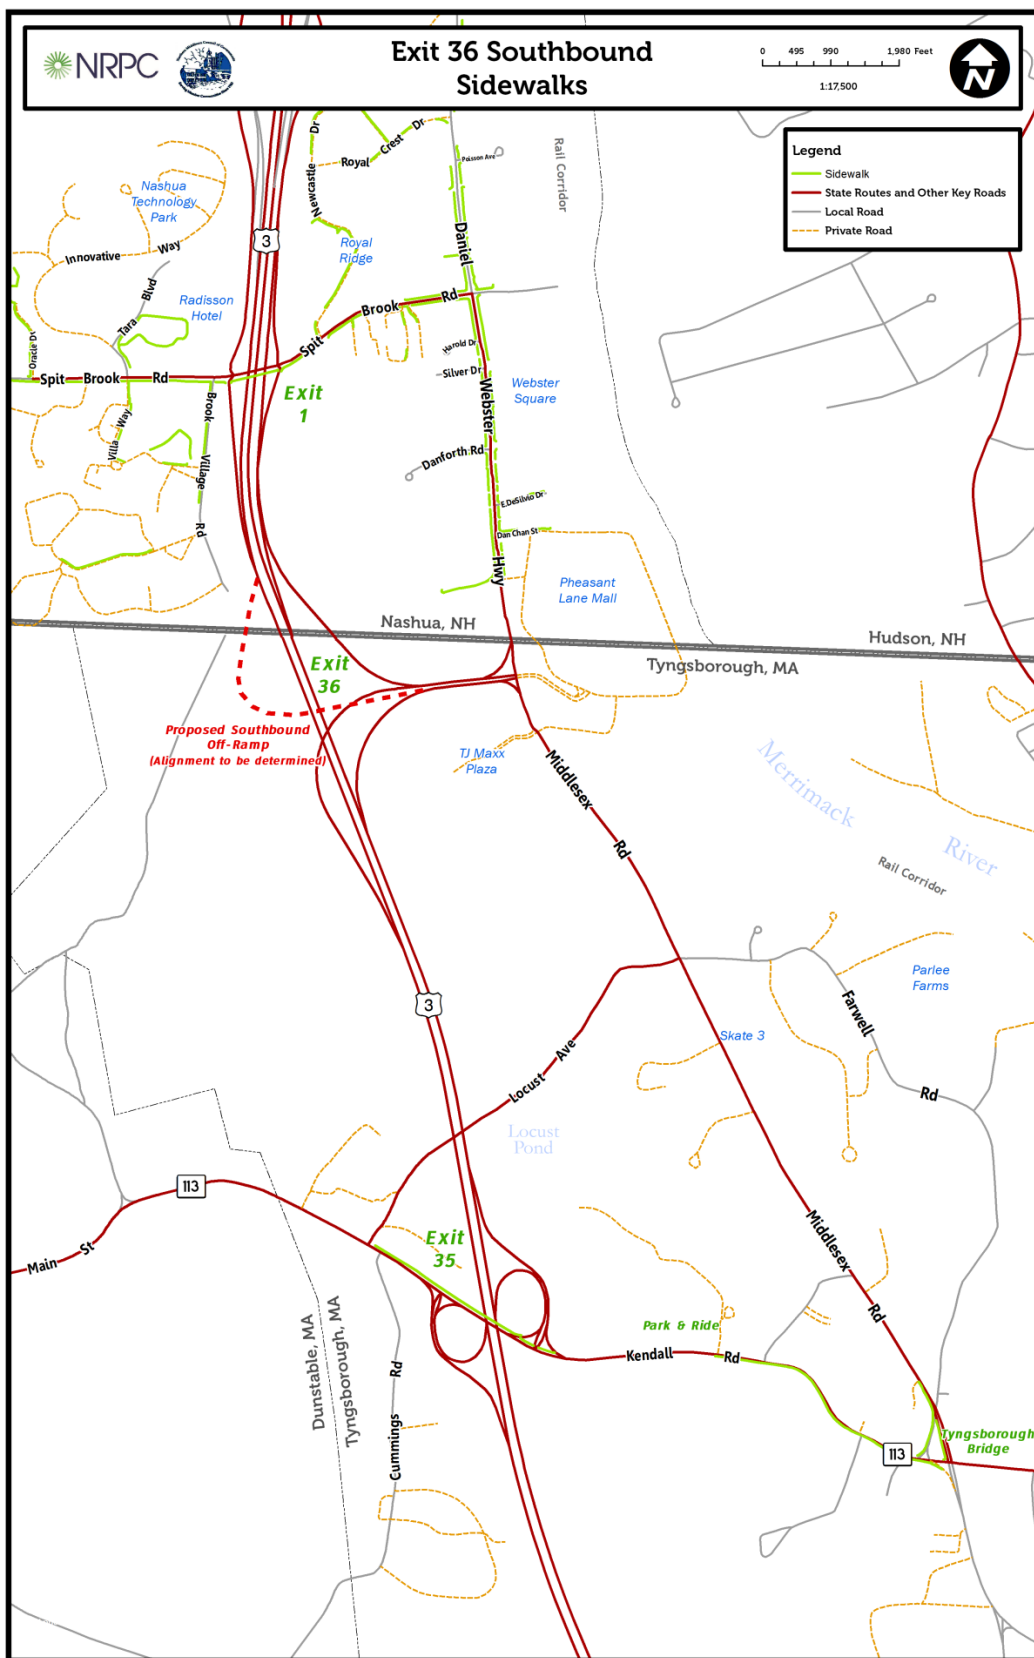 NRPC
Exit 36 Southbound
Sidewalks
0 495 990 1,980 Feet
1:17,500
N
Legend
Sidewalk
State Routes and Other Key Roads
Local Road
Private Road
Nashua
Technology
Park
Innovative Way
Tara Blvd
Radisson
Hotel
Oracle Dr
Spit Brook Rd
Villa Way
Brook Village Rd
3
Newcastle Dr
Royal Crest Dr
Royal
Ridge
Spit Brook Rd
Exit
1
Daniel Webster Hwy
Poisson Ave
Rail Corridor
Harold Dr
Silver Dr
Webster
Square
Danforth Rd
E.DeSilvio Dr
Dan Chan St
Pheasant
Lane Mall
Nashua, NH
Hudson, NH
Tyngsborough, MA
Exit
36
Proposed Southbound
Off-Ramp
(Alignment to be determined)
TJ Maxx
Plaza
Middlesex Rd
Merrimack River
Rail Corridor
Parlee
Farms
Farwell Rd
3
Skate 3
Locust Ave
Locust
Pond
113
Main St
Exit
35
Dunstable, MA
Tyngsborough, MA
Cummings Rd
Park & Ride
Kendall Rd
Middlesex Rd
113
Tyngsborough
Bridge